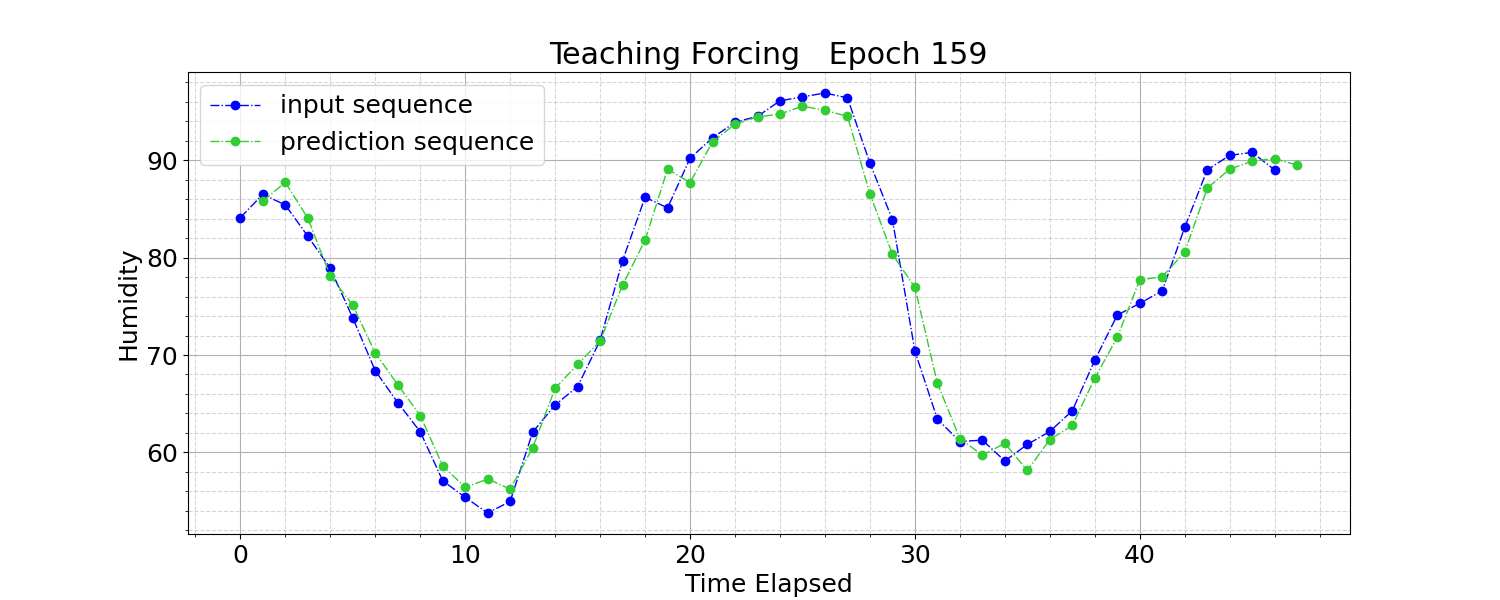 Teaching Forcing   Epoch 159
input sequence
prediction sequence
Humidity
90
80
70
60
0
10
20
30
40
Time Elapsed